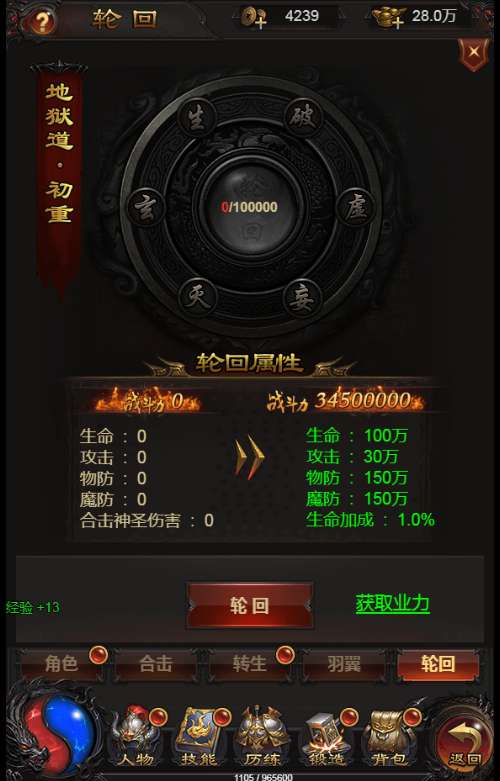 ? 轮回 4239 28.0万
地狱道·初重
生 破
玄 虚
灭 妄
0/100000
轮回属性
战斗力 0 战斗力 34500000
生命 : 0 生命 : 100万
攻击 : 0 攻击 : 30万
物防 : 0 物防 : 150万
魔防 : 0 魔防 : 150万
合击神圣伤害 : 0 生命加成 : 1.0%
经验 +13
轮回 获取业力
角色 合击 转生 羽翼 轮回
人物 技能 历练 锻造 背包 返回
1105 / 965600